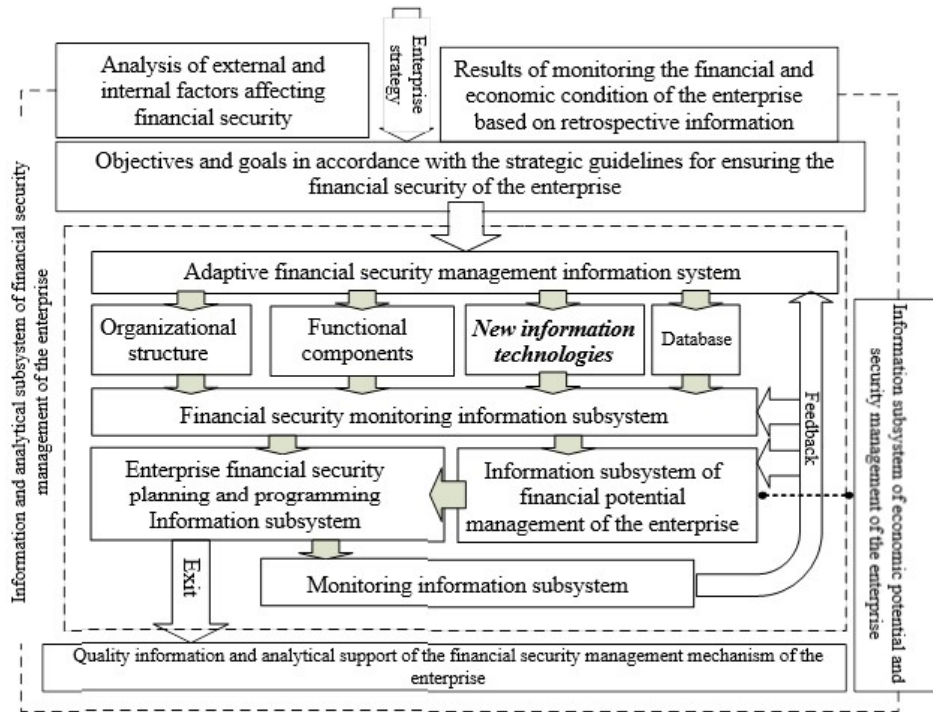 Analysis of external and
internal factors affecting
financial security
Enterprise
strategy
Results of monitoring the financial and
economic condition of the enterprise
based on retrospective information
Objectives and goals in accordance with the strategic guidelines for ensuring the
financial security of the enterprise
Information and analytical subsystem of financial security
management of the enterprise
Adaptive financial security management information system
Organizational
structure
Functional
components
New information
technologies
Database
Financial security monitoring information subsystem
Enterprise financial security
planning and programming
Information subsystem
Information subsystem of
financial potential
management of the enterprise
Feedback
Information subsystem of economic potential and
security management of the enterprise
Exit
Monitoring information subsystem
Quality information and analytical support of the financial security management mechanism of the
enterprise